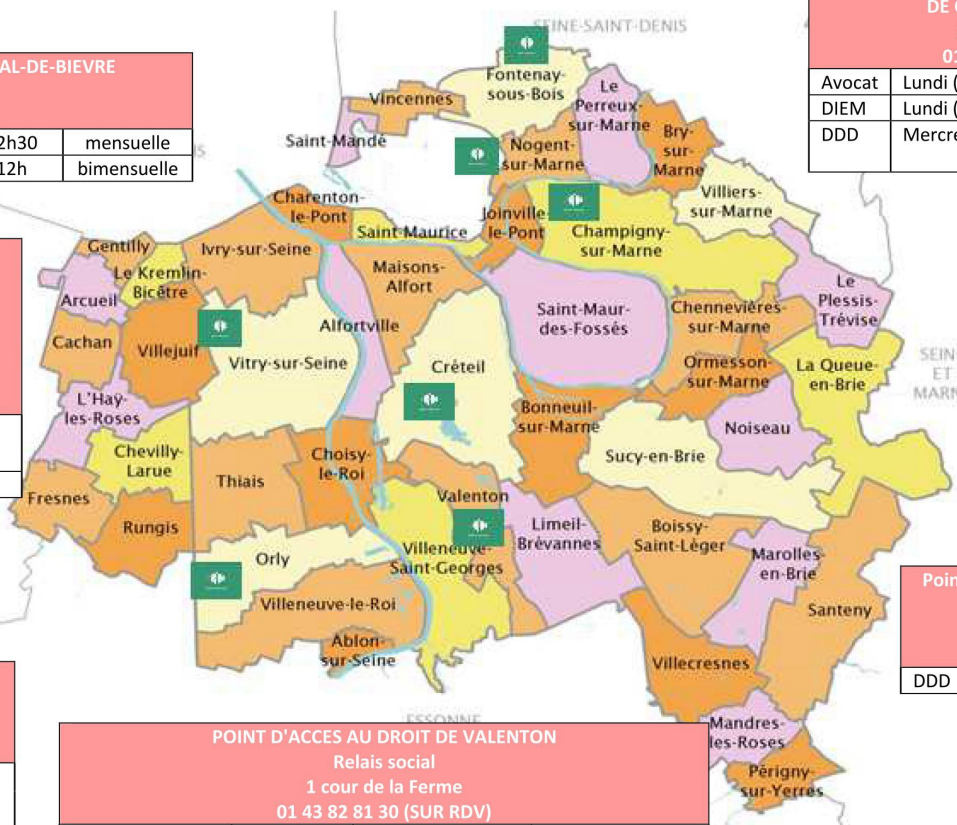 SEINE-SAINT-DENIS
DE
01
Avocat Lundi (
DIEM Lundi (
DDD Mercre
AL-DE-BIEVRE
2h30 mensuelle
12h bimensuelle
IS
Fontenay-
sous-Bois
Vincennes
Le
Perreux-
sur-Marne
Saint-Mandé
Nogent-
sur-Marne
Bry-
sur-
Marne
Villiers-
sur-Marne
Charenton-
le-Pont
Saint-Maurice
Joinville-
le-Pont
Champigny-
sur-Marne
Gentilly
Ivry-sur-Seine
Le Kremlin-
Bicêtre
Maisons-
Alfort
Arcueil
Le
Plessis-
Trévise
Saint-Maur-
des-Fossés
Chennevières-
sur-Marne
Alfortville
Cachan
Villejuif
Vitry-sur-Seine
Créteil
Ormesson-
sur-Marne
La Queue-
en-Brie
SEIN
ET
MARN
L'Haÿ-
les-Roses
Bonneuil-
sur-Marne
Noiseau
Chevilly-
Larue
Choisy-
le-Roi
Sucy-en-Brie
Thiais
Fresnes
Valenton
Rungis
Limeil-
Brévannes
Boissy-
Saint-Léger
Villeneuve-
Saint-Georges
Marolles-
en-Brie
Orly
Villeneuve-le-Roi
Santeny
Poin
DDD
Ablon-
sur-Seine
Villecresnes
ESSONNE
Mandres-
les-Roses
Périgny-
sur-Yerres
POINT D'ACCES AU DROIT DE VALENTON
Relais social
1 cour de la Ferme
01 43 82 81 30 (SUR RDV)